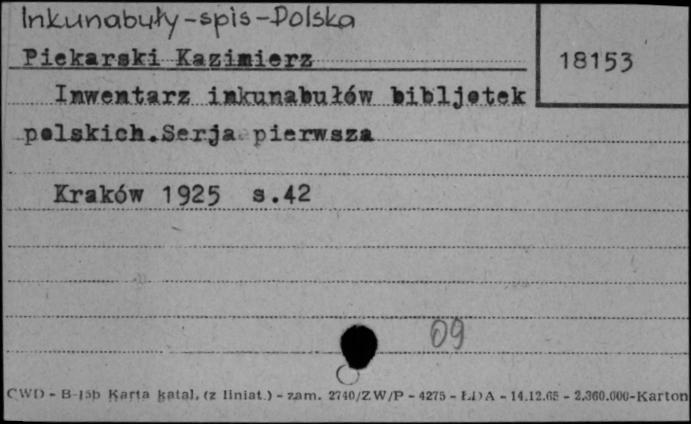 Inkunabuły-spis-Polska
Piekarski Kazimierz
18153
Inwentarz inkunabułów bibljotek
polskich.Serja pierwsza
Kraków 1925 s.42
09
CWD - B-15b Karta katal. (z liniat.) - zam. 2740/ZW/P - 4275 - ŁDA - 14.12.65 - 2.360.000-Karton